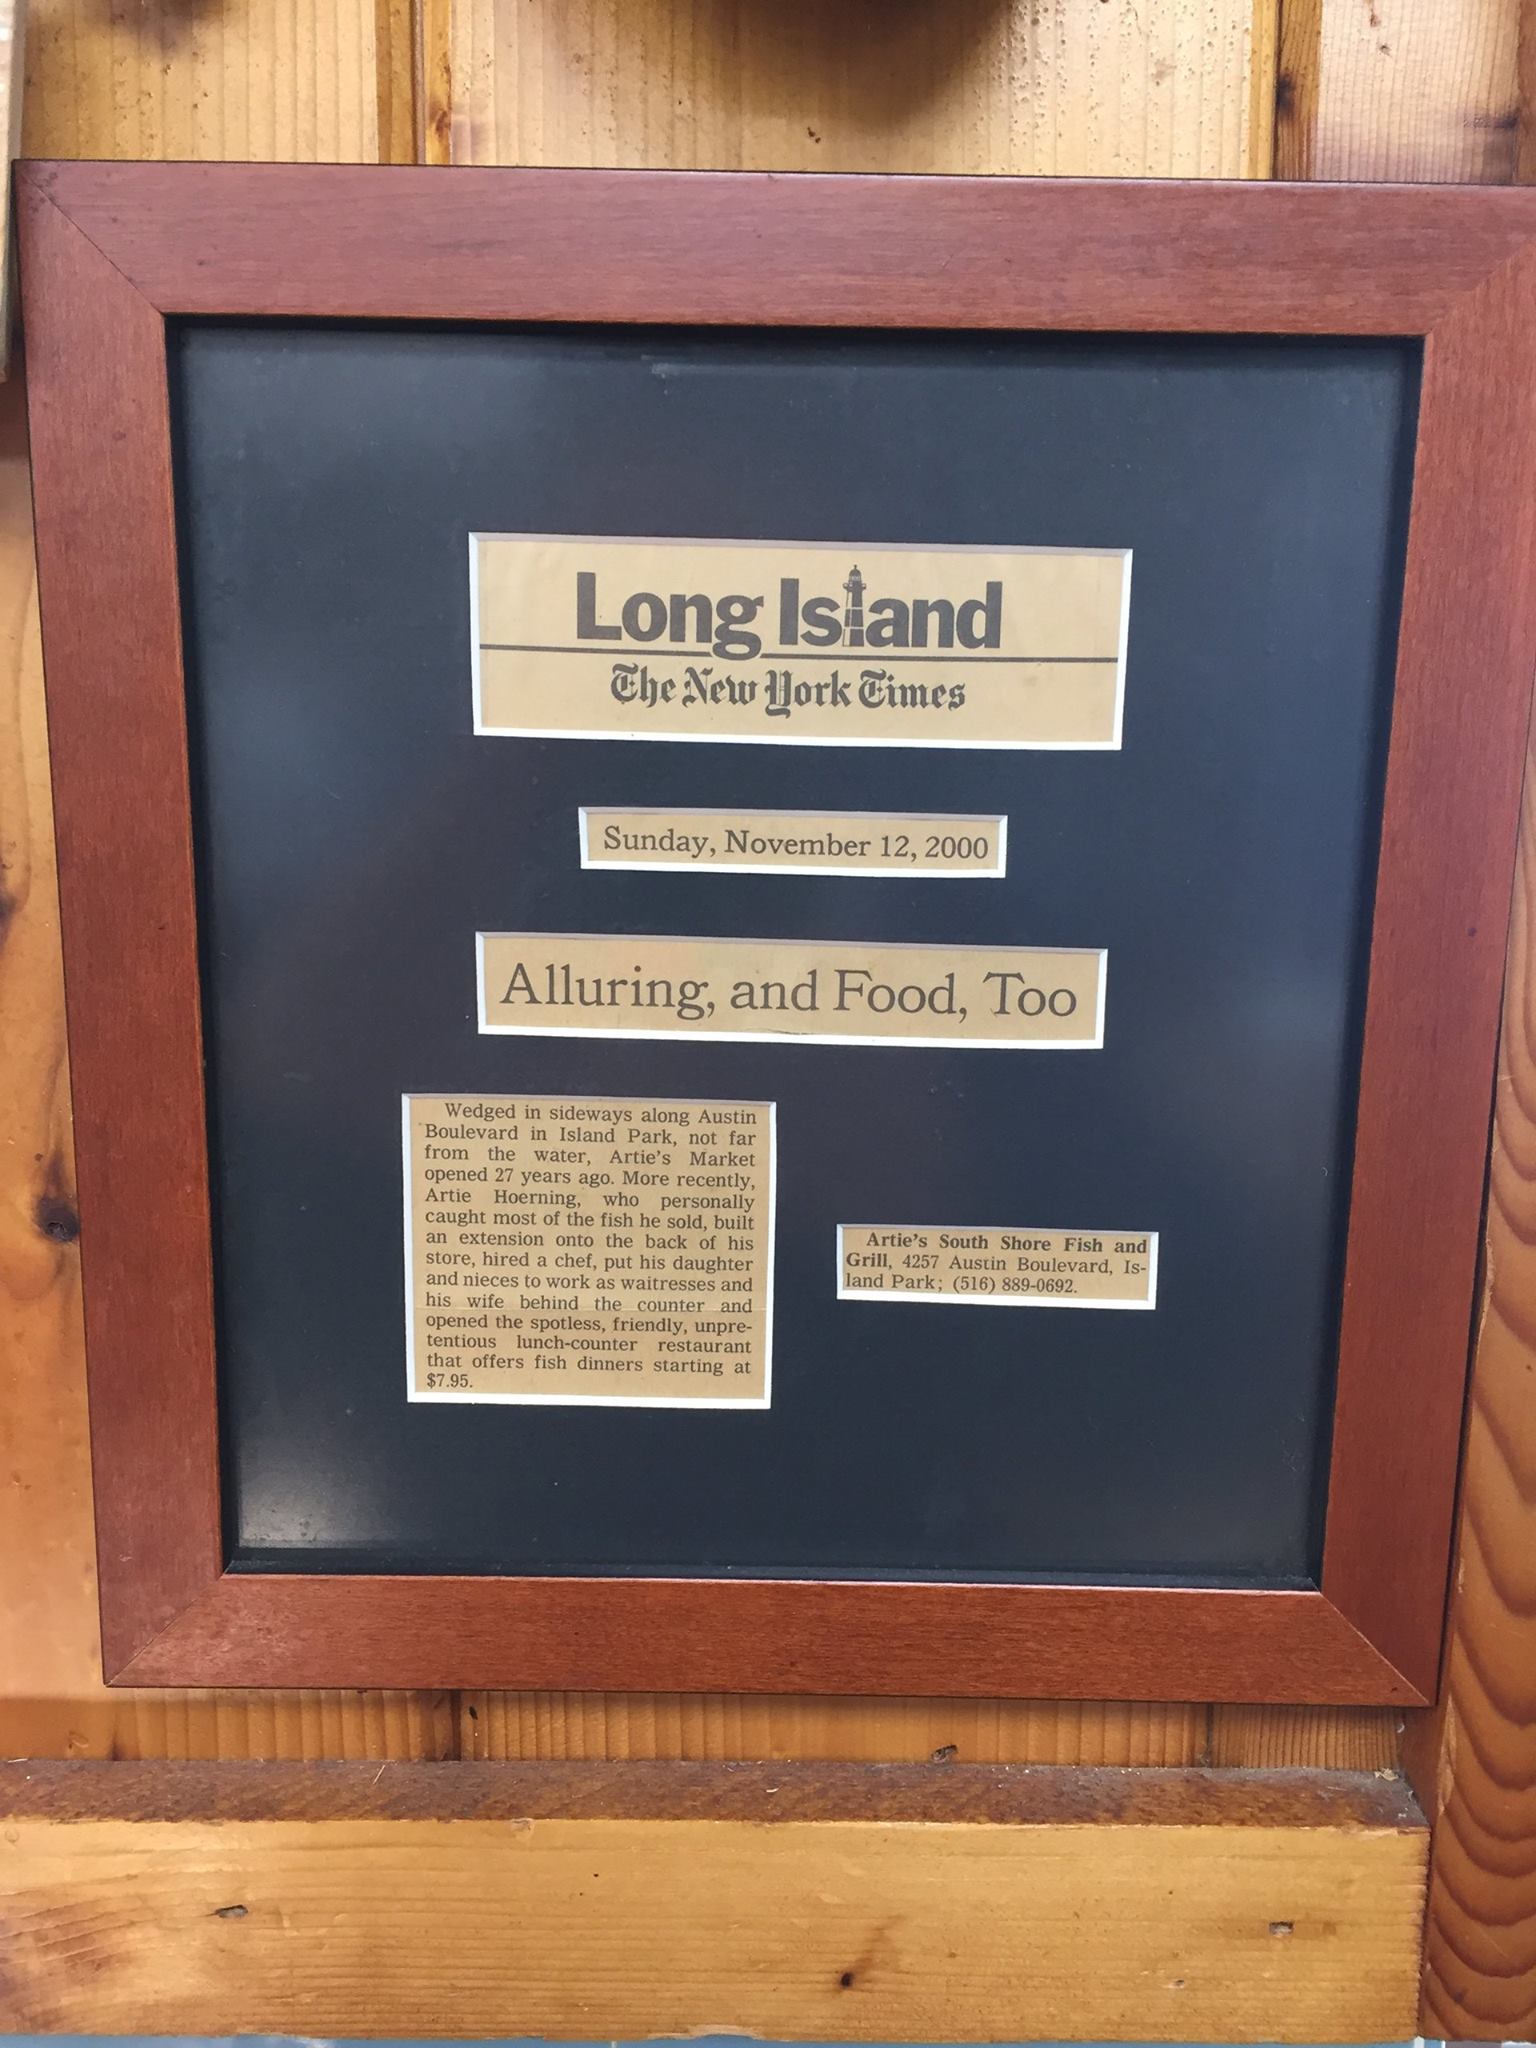 Long Island
The New York Times
Sunday, November 12, 2000
Alluring, and Food, Too
Wedged in sideways along Austin
Boulevard in Island Park, not far
from the water, Artie's Market
opened 27 years ago. More recently,
Artie Hoerning, who personally
caught most of the fish he sold, built
an extension onto the back of his
store, hired a chef, put his daughter
and nieces to work as waitresses and
his wife behind the counter and
opened the spotless, friendly, unpre-
tentious lunch-counter restaurant
that offers fish dinners starting at
$7.95.
Artie's South Shore Fish and
Grill, 4257 Austin Boulevard, Is-
land Park; (516) 889-0692.